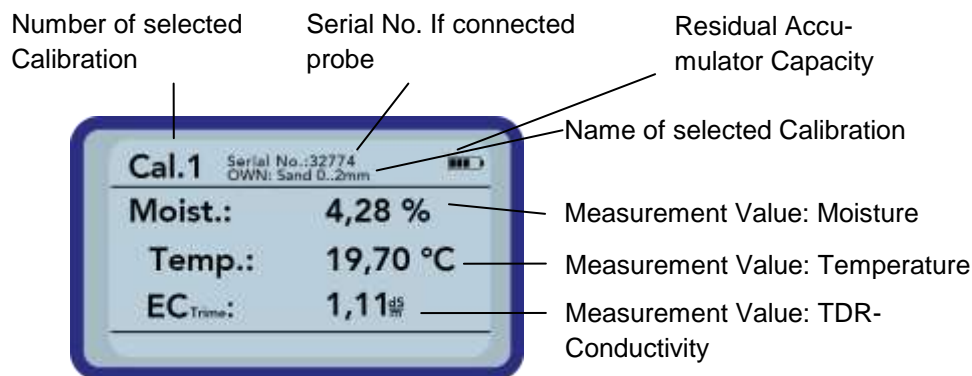 Number of selected
Calibration
Serial No. If connected
probe
Residual Accu-
mulator Capacity
Name of selected Calibration
Cal.1
Serial No.:32774
OWN: Sand 0..2mm
Moist.: 4,28 %
Measurement Value: Moisture
Temp.: 19,70 °C
Measurement Value: Temperature
ECTrime: 1,11 dS/m
Measurement Value: TDR-
Conductivity